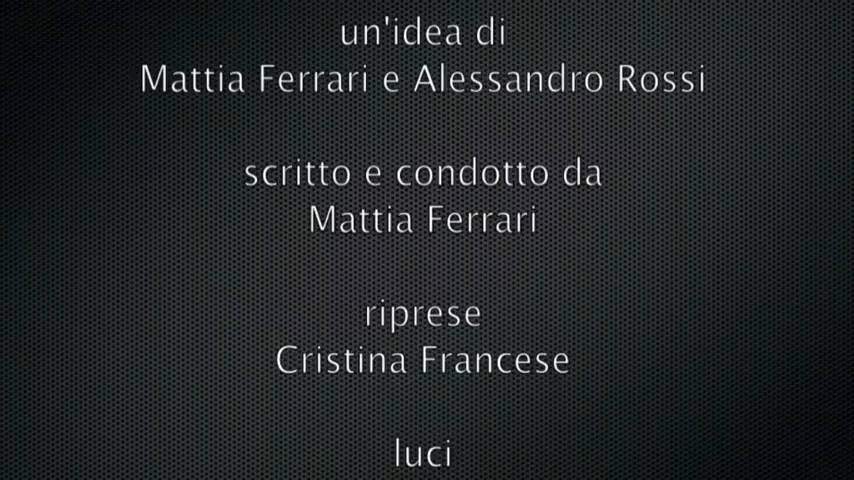 un'idea di
Mattia Ferrari e Alessandro Rossi
scritto e condotto da
Mattia Ferrari
riprese
Cristina Francese
luci